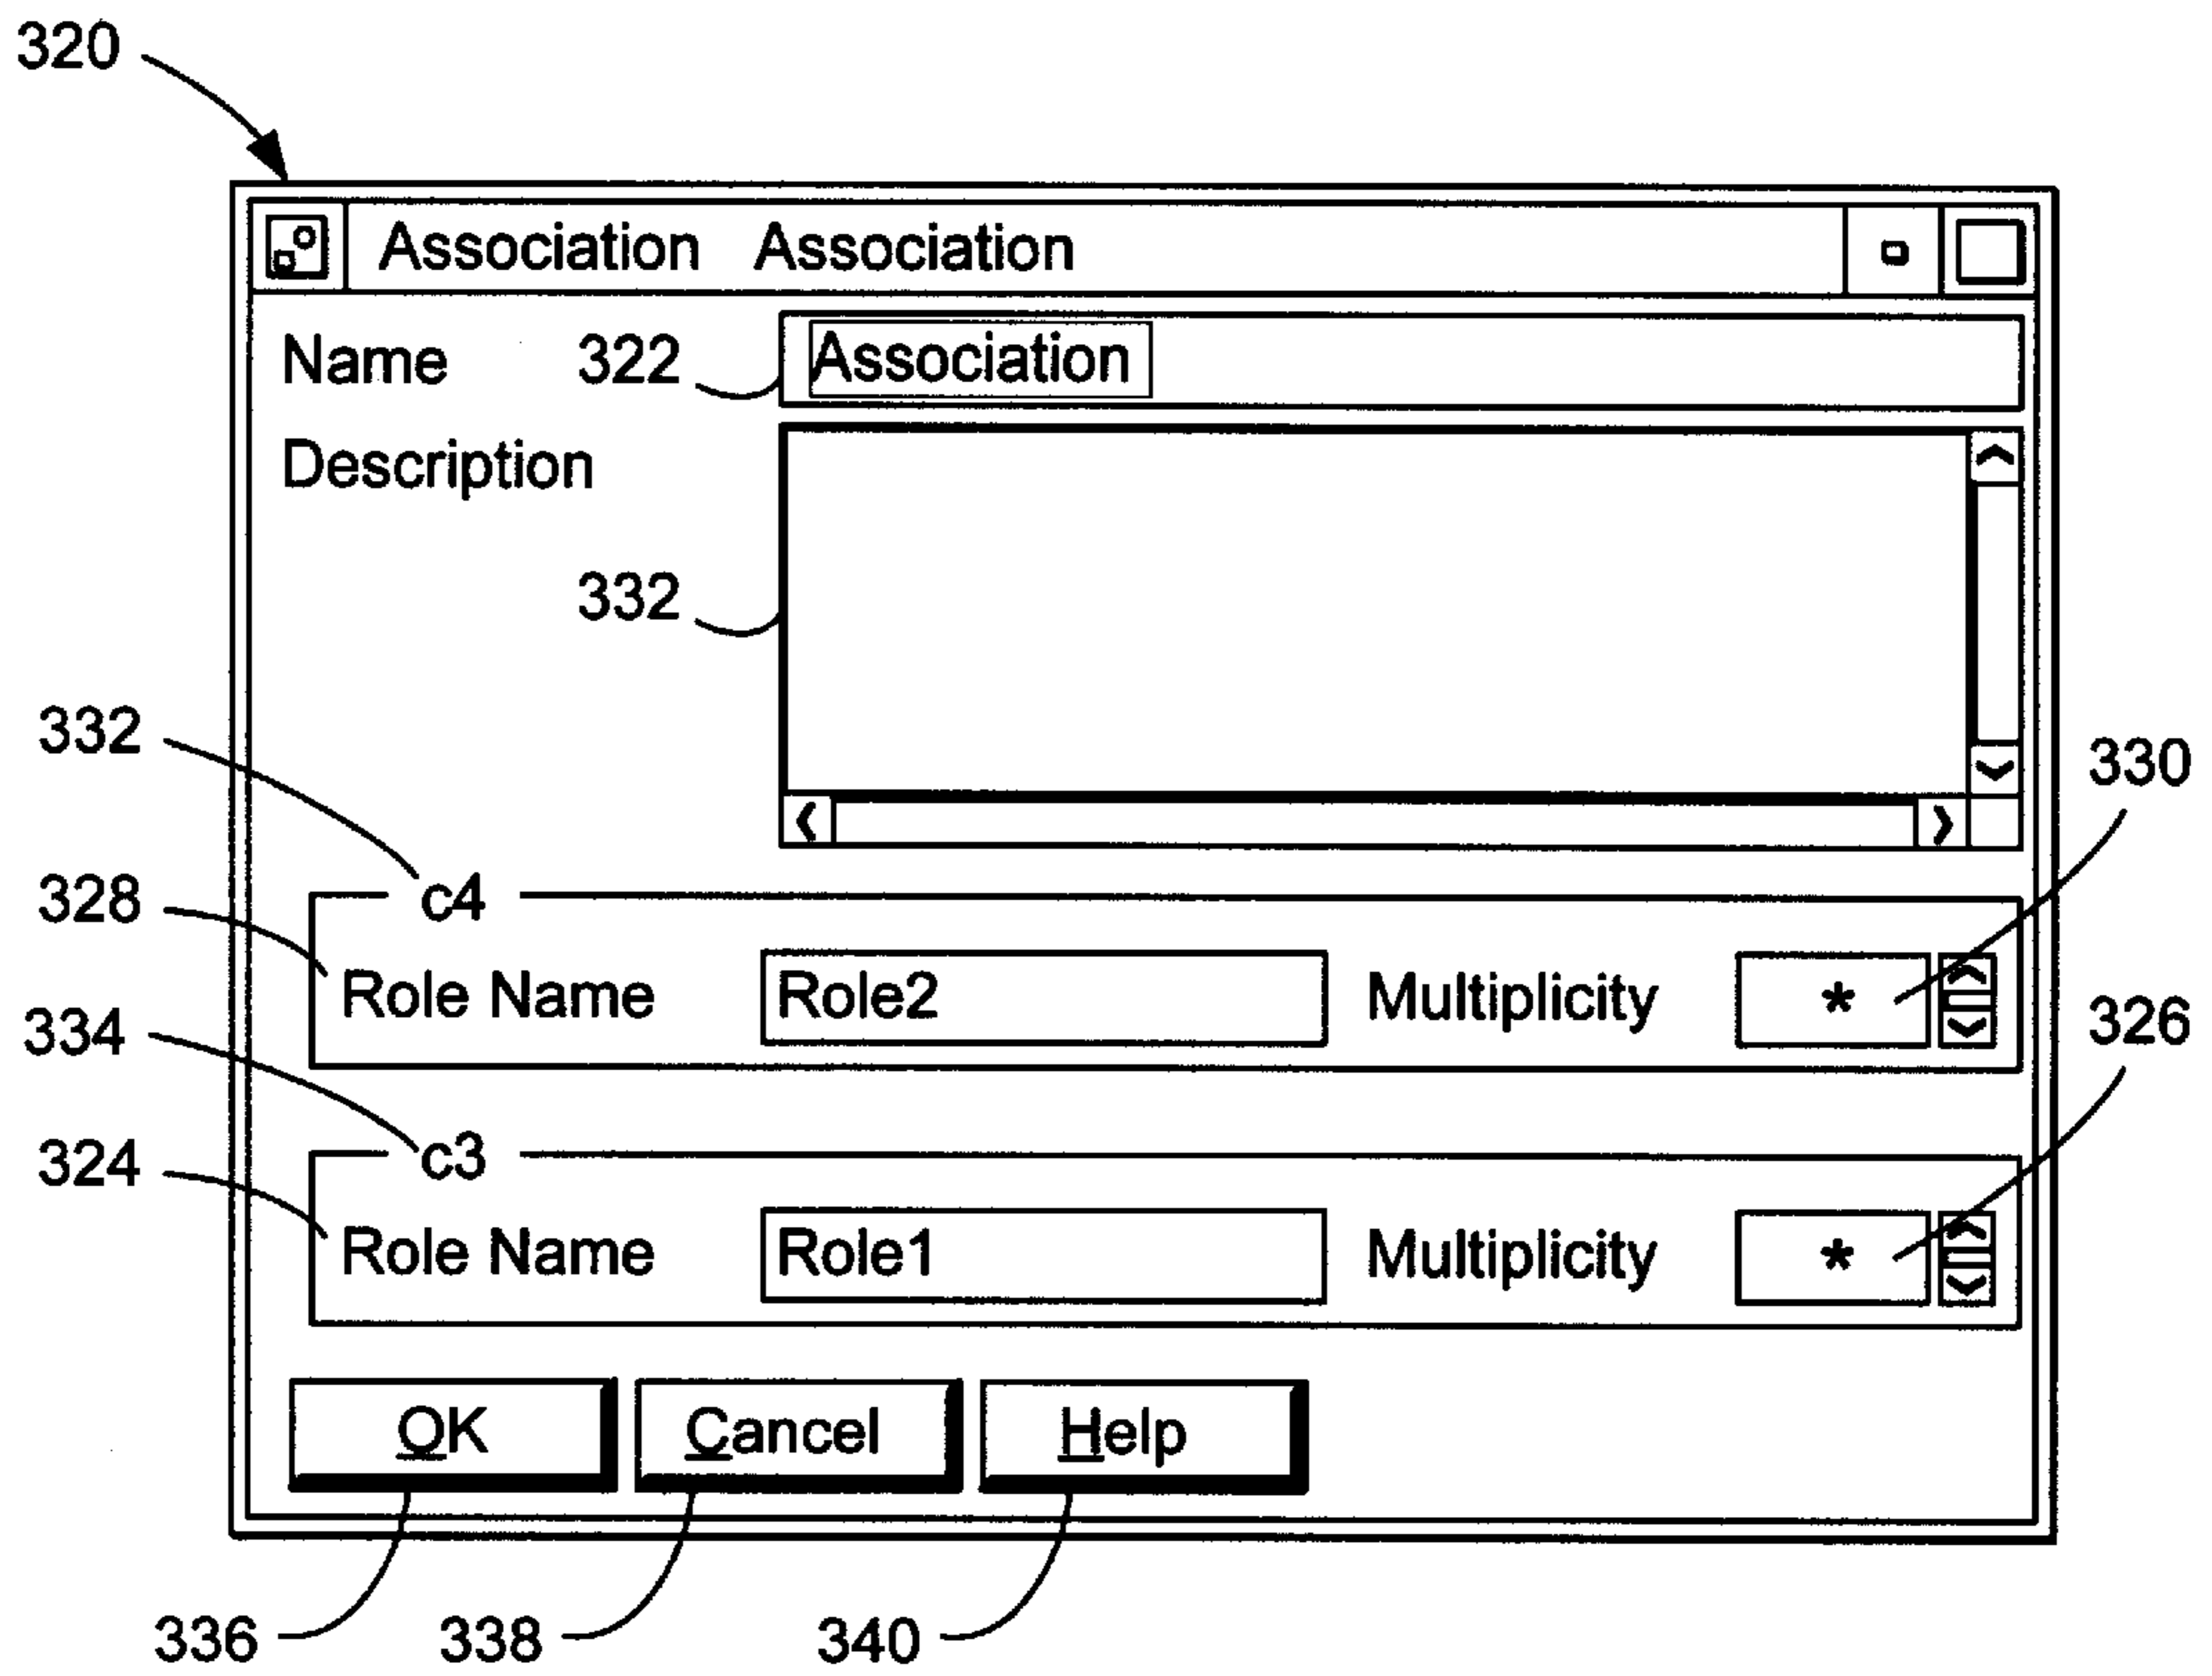 320
Association Association
Name 322 Association
Description
332
332
330
c4
328
Role Name Role2 Multiplicity *
334
326
c3
324
Role Name Role1 Multiplicity *
OK Cancel Help
336 338 340